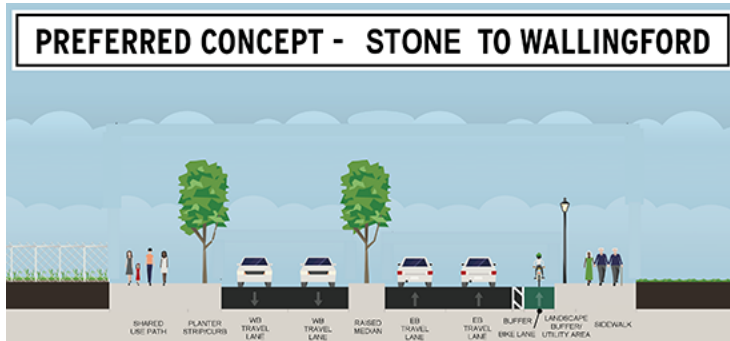 PREFERRED CONCEPT - STONE TO WALLINGFORD
SHARED
USE PATH
PLANTER
STRIP/CURB
WB
TRAVEL
LANE
WB
TRAVEL
LANE
RAISED
MEDIAN
EB
TRAVEL
LANE
EB
TRAVEL
LANE
BUFFER
BIKE LANE
LANDSCAPE
BUFFER/
UTILITY AREA
SIDEWALK